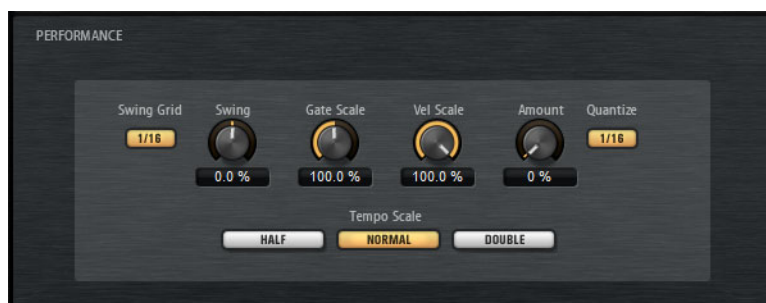 PERFORMANCE
Swing Grid Swing Gate Scale Vel Scale Amount Quantize
1/16 1/16
0.0 % 100.0 % 100.0 % 0 %
Tempo Scale
HALF NORMAL DOUBLE